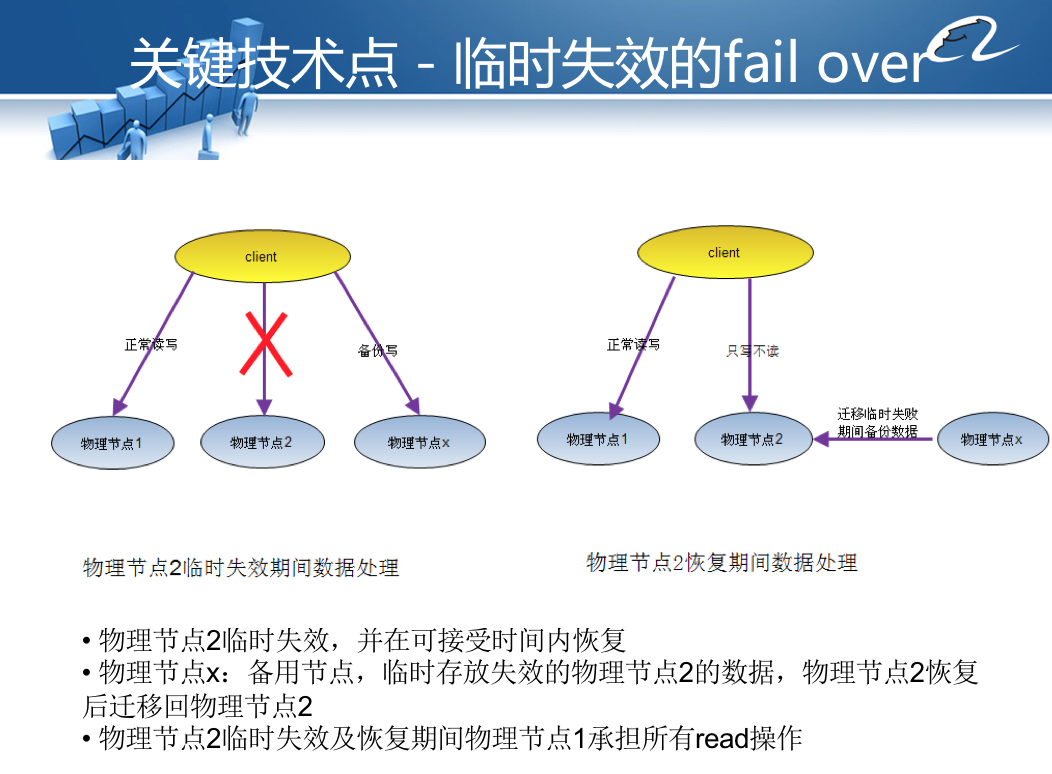 关键技术点 - 临时失效的fail over
client
正常读写
备份写
物理节点1
物理节点2
物理节点x
物理节点2临时失效期间数据处理
client
正常读写
只写不读
迁移临时失败
期间备份数据
物理节点1
物理节点2
物理节点x
物理节点2恢复期间数据处理
• 物理节点2临时失效，并在可接受时间内恢复
• 物理节点x：备用节点，临时存放失效的物理节点2的数据，物理节点2恢复
后迁移回物理节点2
• 物理节点2临时失效及恢复期间物理节点1承担所有read操作